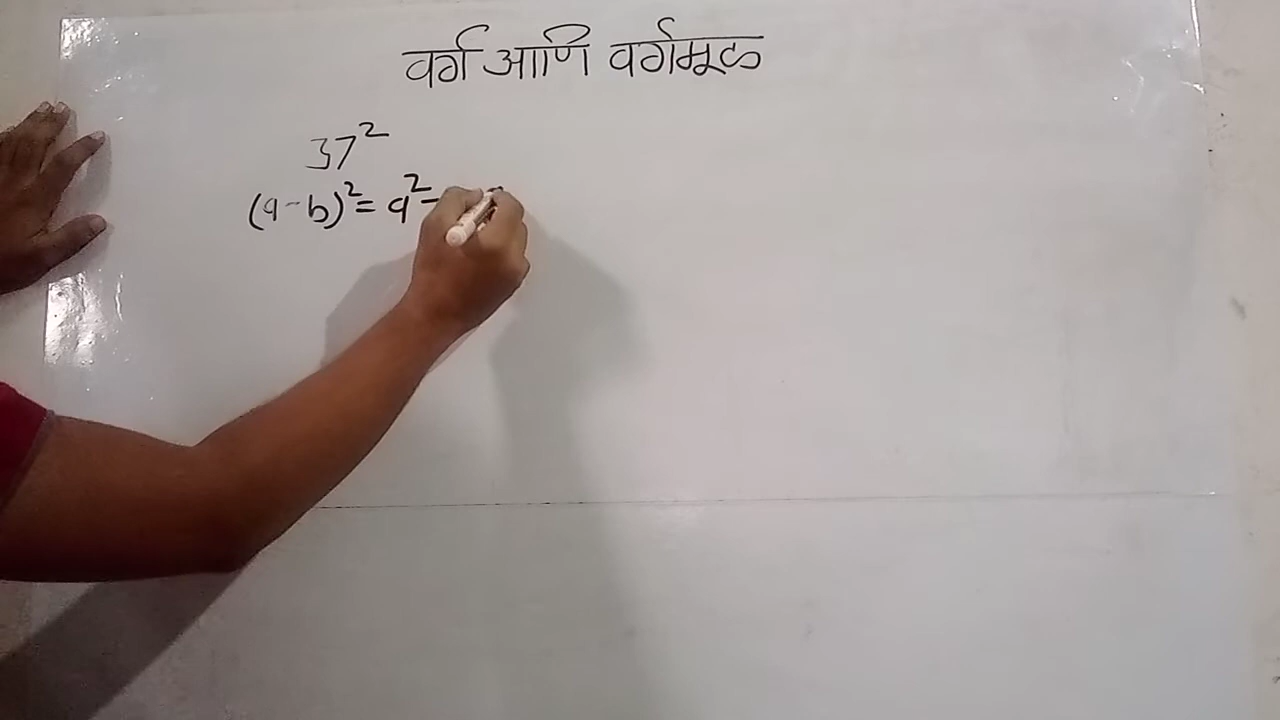 वर्ग आणि वर्गमूळ
37²
(a-b)²= a²-